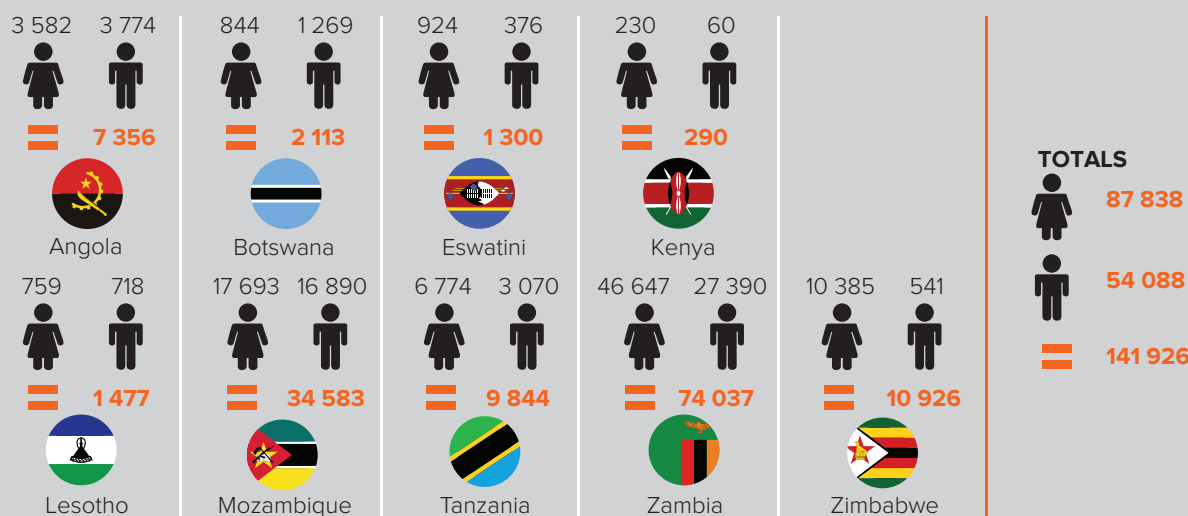 3 582 3 774
7 356
Angola
844 1 269
2 113
Botswana
924 376
1 300
Eswatini
230 60
290
Kenya
759 718
1 477
Lesotho
17 693 16 890
34 583
Mozambique
6 774 3 070
9 844
Tanzania
46 647 27 390
74 037
Zambia
10 385 541
10 926
Zimbabwe
TOTALS
87 838
54 088
141 926